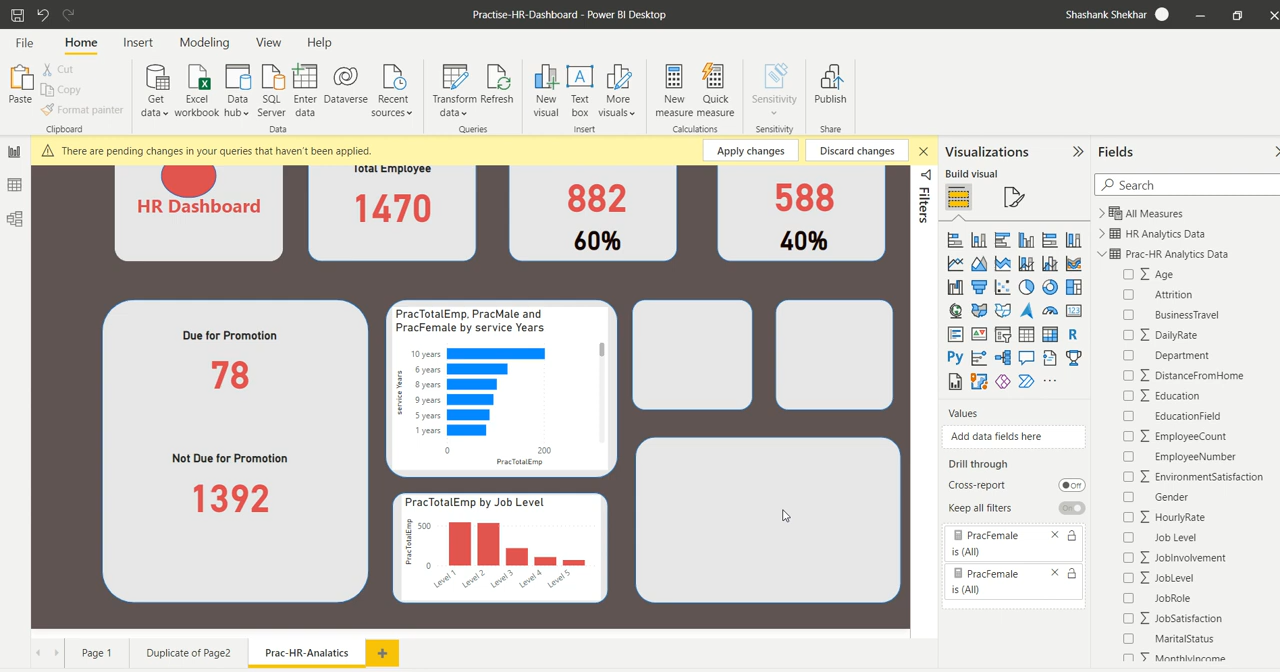 Practise-HR-Dashboard - Power BI Desktop
Shashank Shekhar
File Home Insert Modeling View Help
Paste
Cut
Copy
Format painter
Clipboard
Get data
Excel workbook
Data hub
SQL Server
Enter data
Dataverse
Recent sources
Data
Transform data
Refresh
Queries
New visual
Text box
More visuals
Insert
New measure
Quick measure
Calculations
Sensitivity
Sensitivity
Publish
Share
There are pending changes in your queries that haven't been applied.
Apply changes
Discard changes
HR Dashboard
Total Employee
1470
882
60%
588
40%
Due for Promotion
78
Not Due for Promotion
1392
PracTotalEmp, PracMale and
PracFemale by service Years
service Years
10 years
6 years
8 years
9 years
5 years
1 years
0 200
PracTotalEmp
PracTotalEmp by Job Level
PracTotalEmp
500
0
Level 1 Level 2 Level 3 Level 4 Level 5
Filters
Visualizations
Build visual
R
Py
123
Values
Add data fields here
Drill through
Cross-report
Off
Keep all filters
On
PracFemale
is (All)
PracFemale
is (All)
Fields
Search
All Measures
HR Analytics Data
Prac-HR Analytics Data
Age
Attrition
BusinessTravel
DailyRate
Department
DistanceFromHome
Education
EducationField
EmployeeCount
EmployeeNumber
EnvironmentSatisfaction
Gender
HourlyRate
Job Level
JobInvolvement
JobLevel
JobRole
JobSatisfaction
MaritalStatus
MonthlyIncome
Page 1
Duplicate of Page2
Prac-HR-Analatics